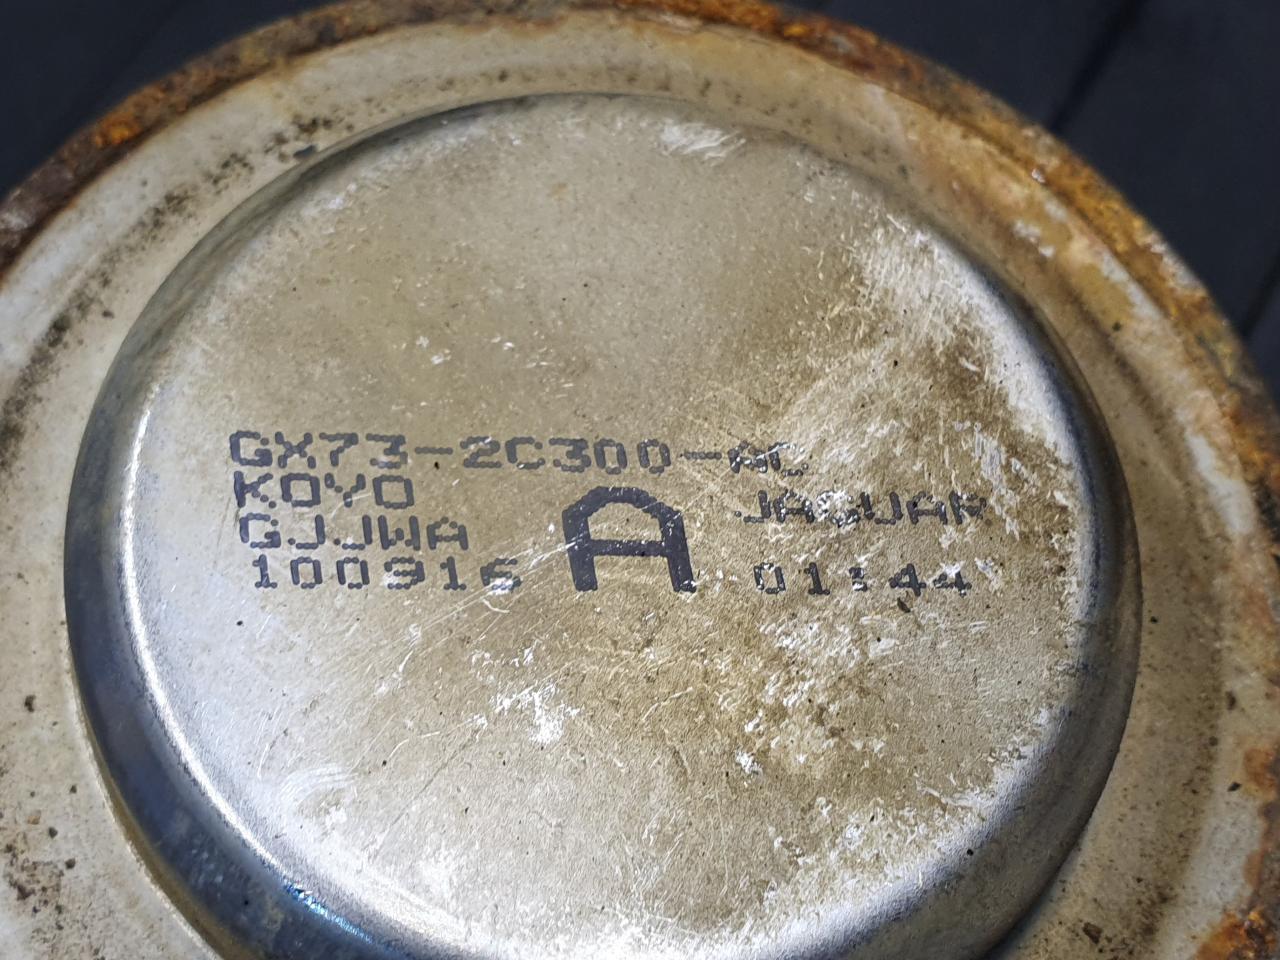 GX73-2C300-AC
KOYO
GJJWA A JAGUAR
100916 01:44